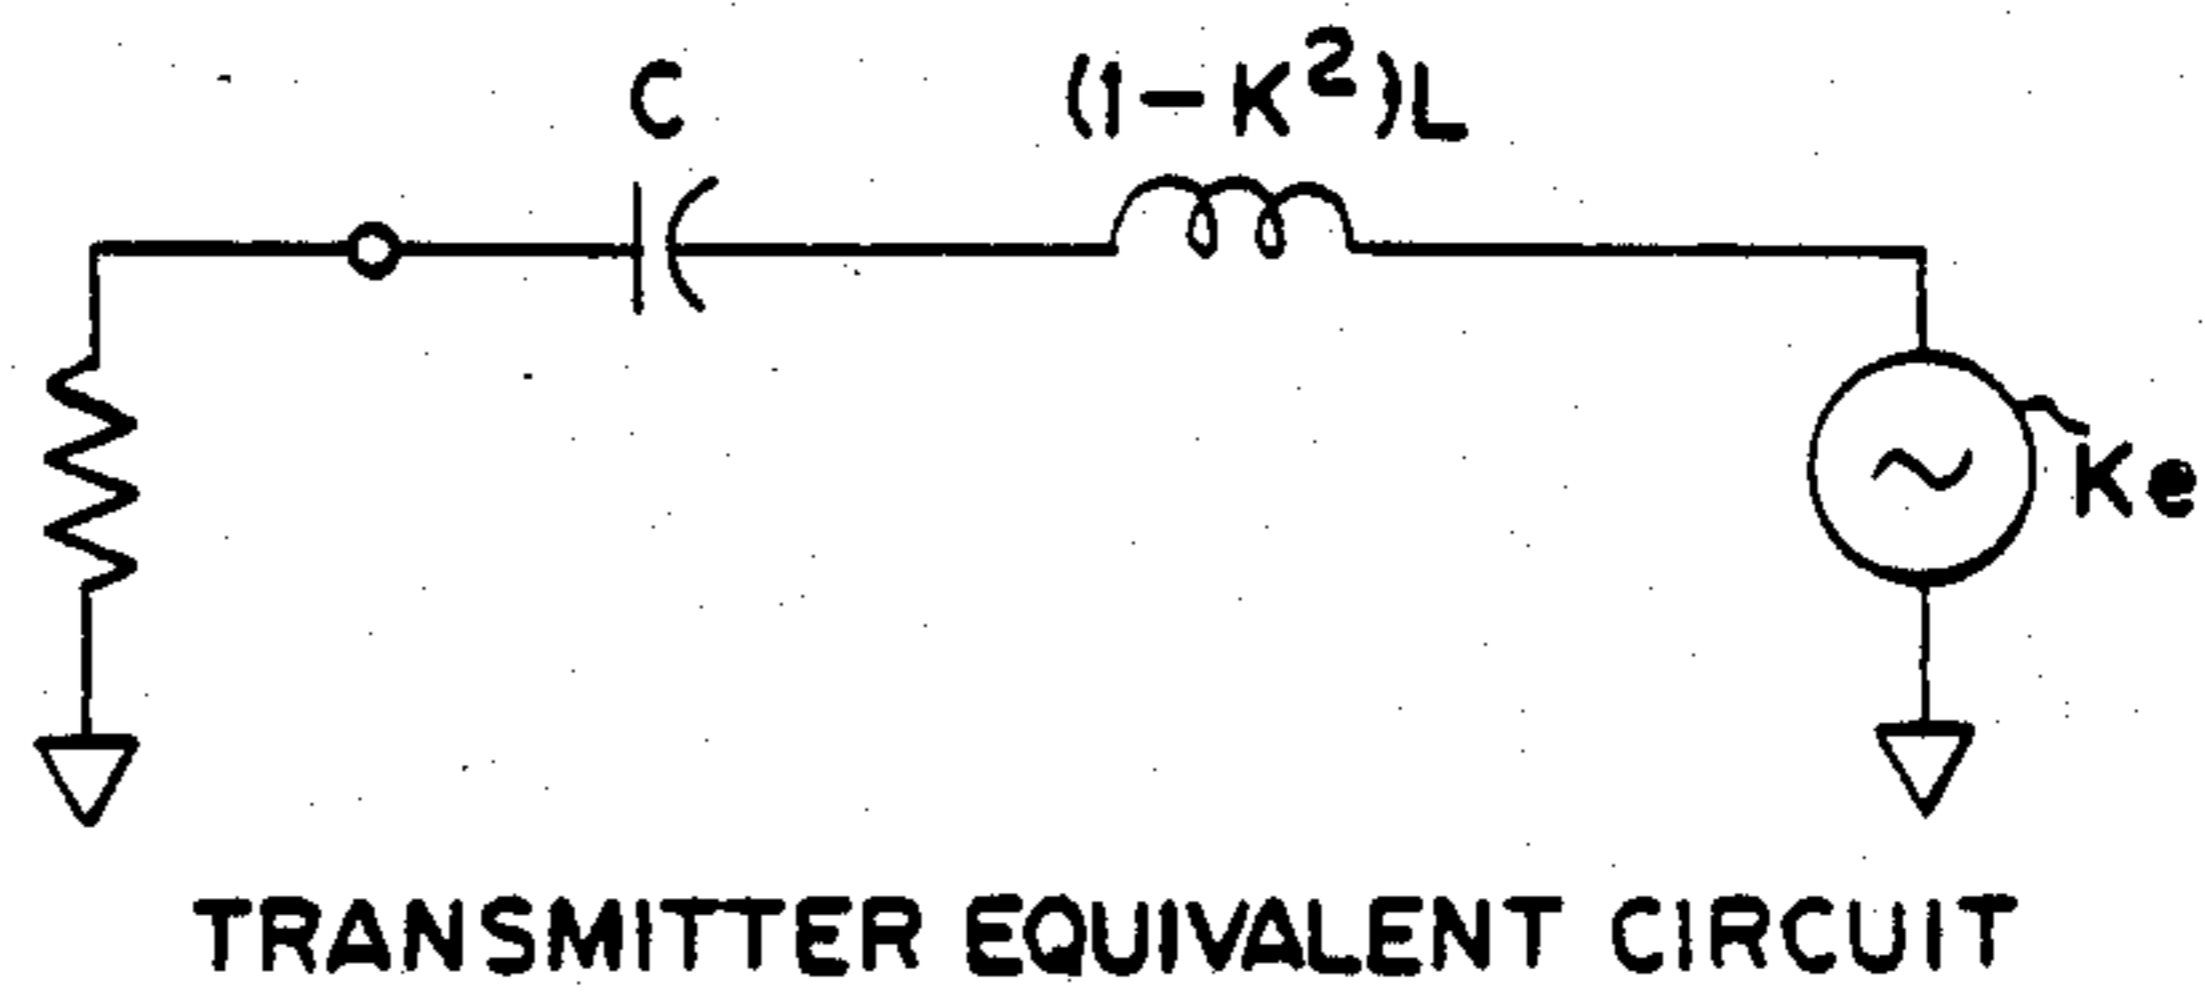 C
(1-K²)L
Ke
TRANSMITTER EQUIVALENT CIRCUIT